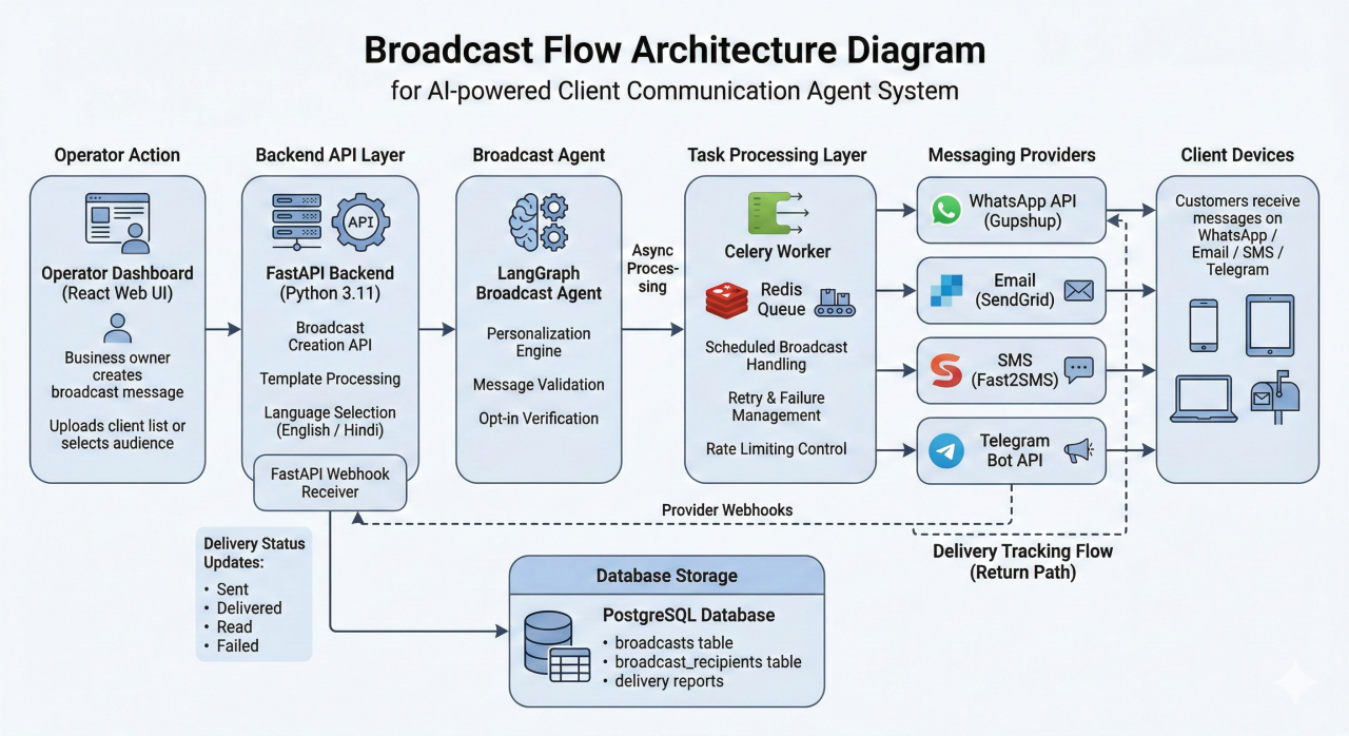 Broadcast Flow Architecture Diagram
for AI-powered Client Communication Agent System
Operator Action
Operator Dashboard
(React Web UI)
Business owner
creates
broadcast message
Uploads client list or
selects audience
Backend API Layer
API
FastAPI Backend
(Python 3.11)
Broadcast
Creation API
Template Processing
Language Selection
(English / Hindi)
FastAPI Webhook
Receiver
Broadcast Agent
LangGraph
Broadcast Agent
Personalization
Engine
Message Validation
Opt-in Verification
Async
Proces-
sing
Task Processing Layer
Celery Worker
Redis
Queue
Scheduled Broadcast
Handling
Retry & Failure
Management
Rate Limiting Control
Messaging Providers
WhatsApp API
(Gupshup)
Email
(SendGrid)
SMS
(Fast2SMS)
Telegram
Bot API
Client Devices
Customers receive
messages on
WhatsApp /
Email / SMS /
Telegram
Provider Webhooks
Delivery Tracking Flow
(Return Path)
Delivery Status
Updates:
• Sent
• Delivered
• Read
• Failed
Database Storage
PostgreSQL Database
• broadcasts table
• broadcast_recipients table
• delivery reports